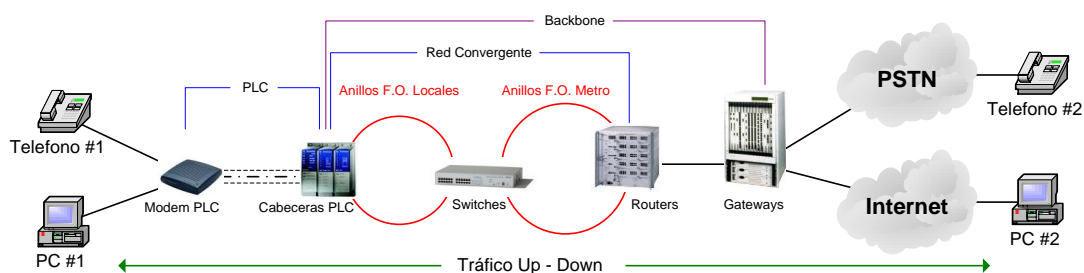 Backbone
Red Convergente
PLC
Anillos F.O. Locales
Anillos F.O. Metro
PSTN
Telefono #1
Telefono #2
Modem PLC
Cabeceras PLC
Switches
Routers
Gateways
Internet
PC #1
PC #2
Tráfico Up - Down